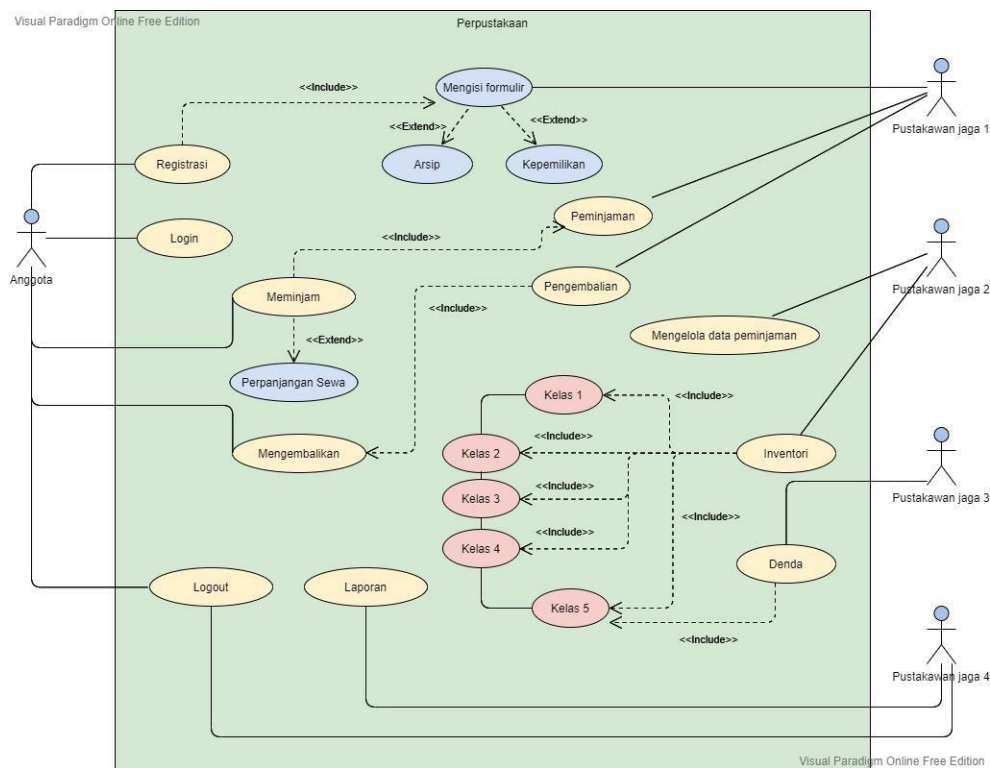 Visual Paradigm Online Free Edition
Perpustakaan
<<Include>>
Mengisi formulir
<<Extend>>
<<Extend>>
Pustakawan jaga 1
Registrasi
Arsip
Kepemilikan
Peminjaman
Login
<<Include>>
Anggota
Meminjam
Pengembalian
Pustakawan jaga 2
<<Include>>
<<Extend>>
Mengelola data peminjaman
Perpanjangan Sewa
Kelas 1
<<Include>>
<<Include>>
Mengembalikan
Kelas 2
Inventori
<<Include>>
Kelas 3
Pustakawan jaga 3
<<Include>>
<<Include>>
Kelas 4
Denda
Logout
Laporan
Kelas 5
<<Include>>
Pustakawan jaga 4
Visual Paradigm Online Free Edition